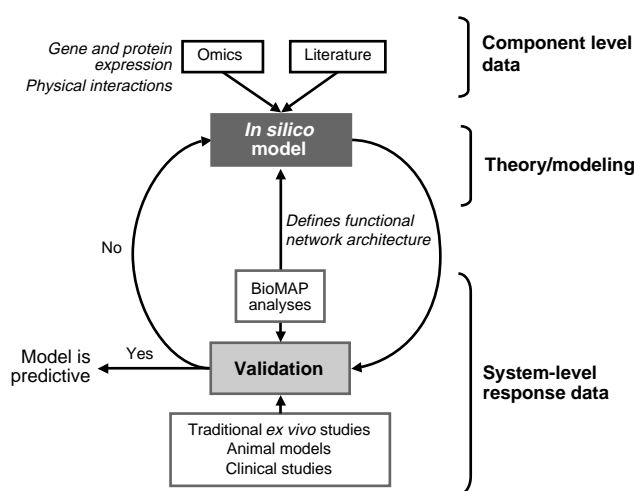 Gene and protein
expression
Physical interactions
Omics
Literature
Component level
data
In silico
model
Theory/modeling
No
Defines functional
network architecture
BioMAP
analyses
Model is
predictive
Yes
Validation
System-level
response data
Traditional ex vivo studies
Animal models
Clinical studies